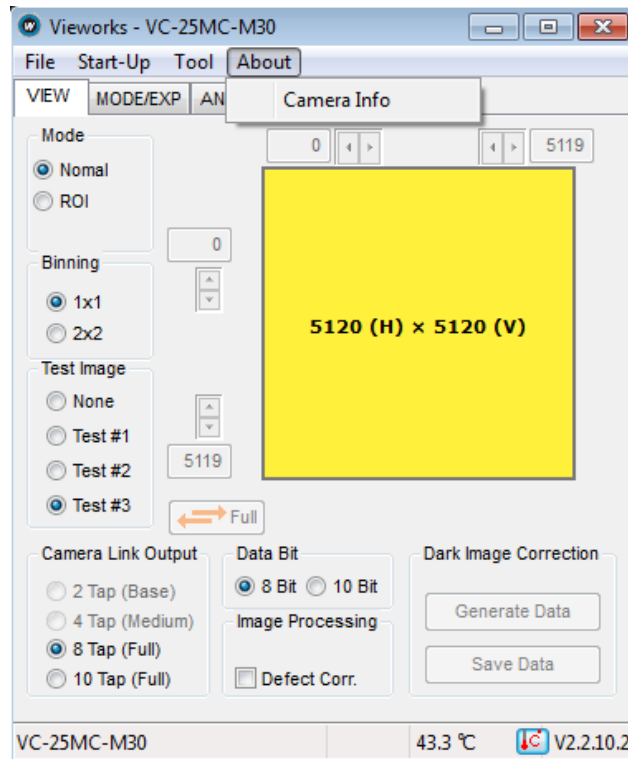 Vieworks - VC-25MC-M30
File Start-Up Tool About
VIEW MODE/EXP AN
Camera Info
Mode
0
5119
Nomal
ROI
0
Binning
1x1
2x2
5120 (H) × 5120 (V)
Test Image
None
Test #1
Test #2
5119
Test #3
Full
Camera Link Output
2 Tap (Base)
4 Tap (Medium)
8 Tap (Full)
10 Tap (Full)
Data Bit
8 Bit 10 Bit
Image Processing
Defect Corr.
Dark Image Correction
Generate Data
Save Data
VC-25MC-M30 43.3 ℃ V2.2.10.2